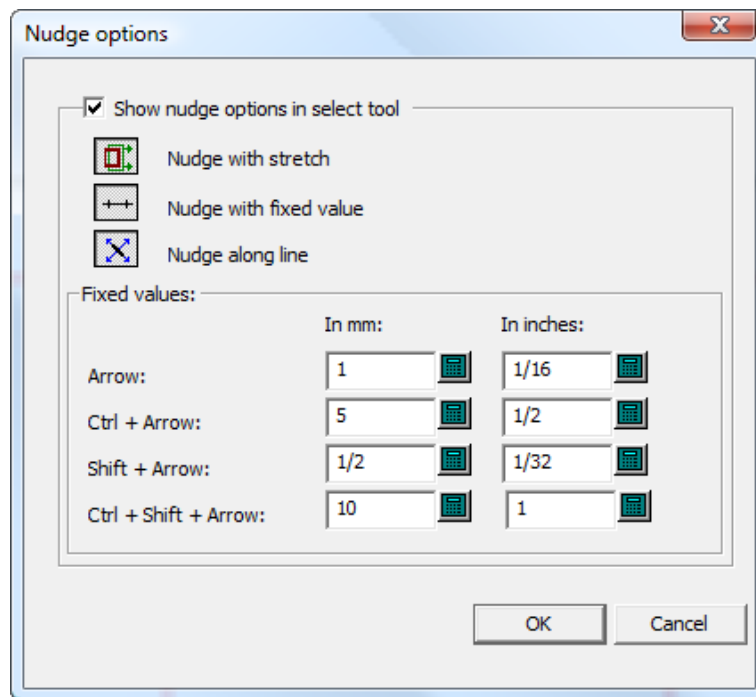 Nudge options
Show nudge options in select tool
Nudge with stretch
Nudge with fixed value
Nudge along line
Fixed values:
In mm: In inches:
Arrow: 1 1/16
Ctrl + Arrow: 5 1/2
Shift + Arrow: 1/2 1/32
Ctrl + Shift + Arrow: 10 1
OK Cancel